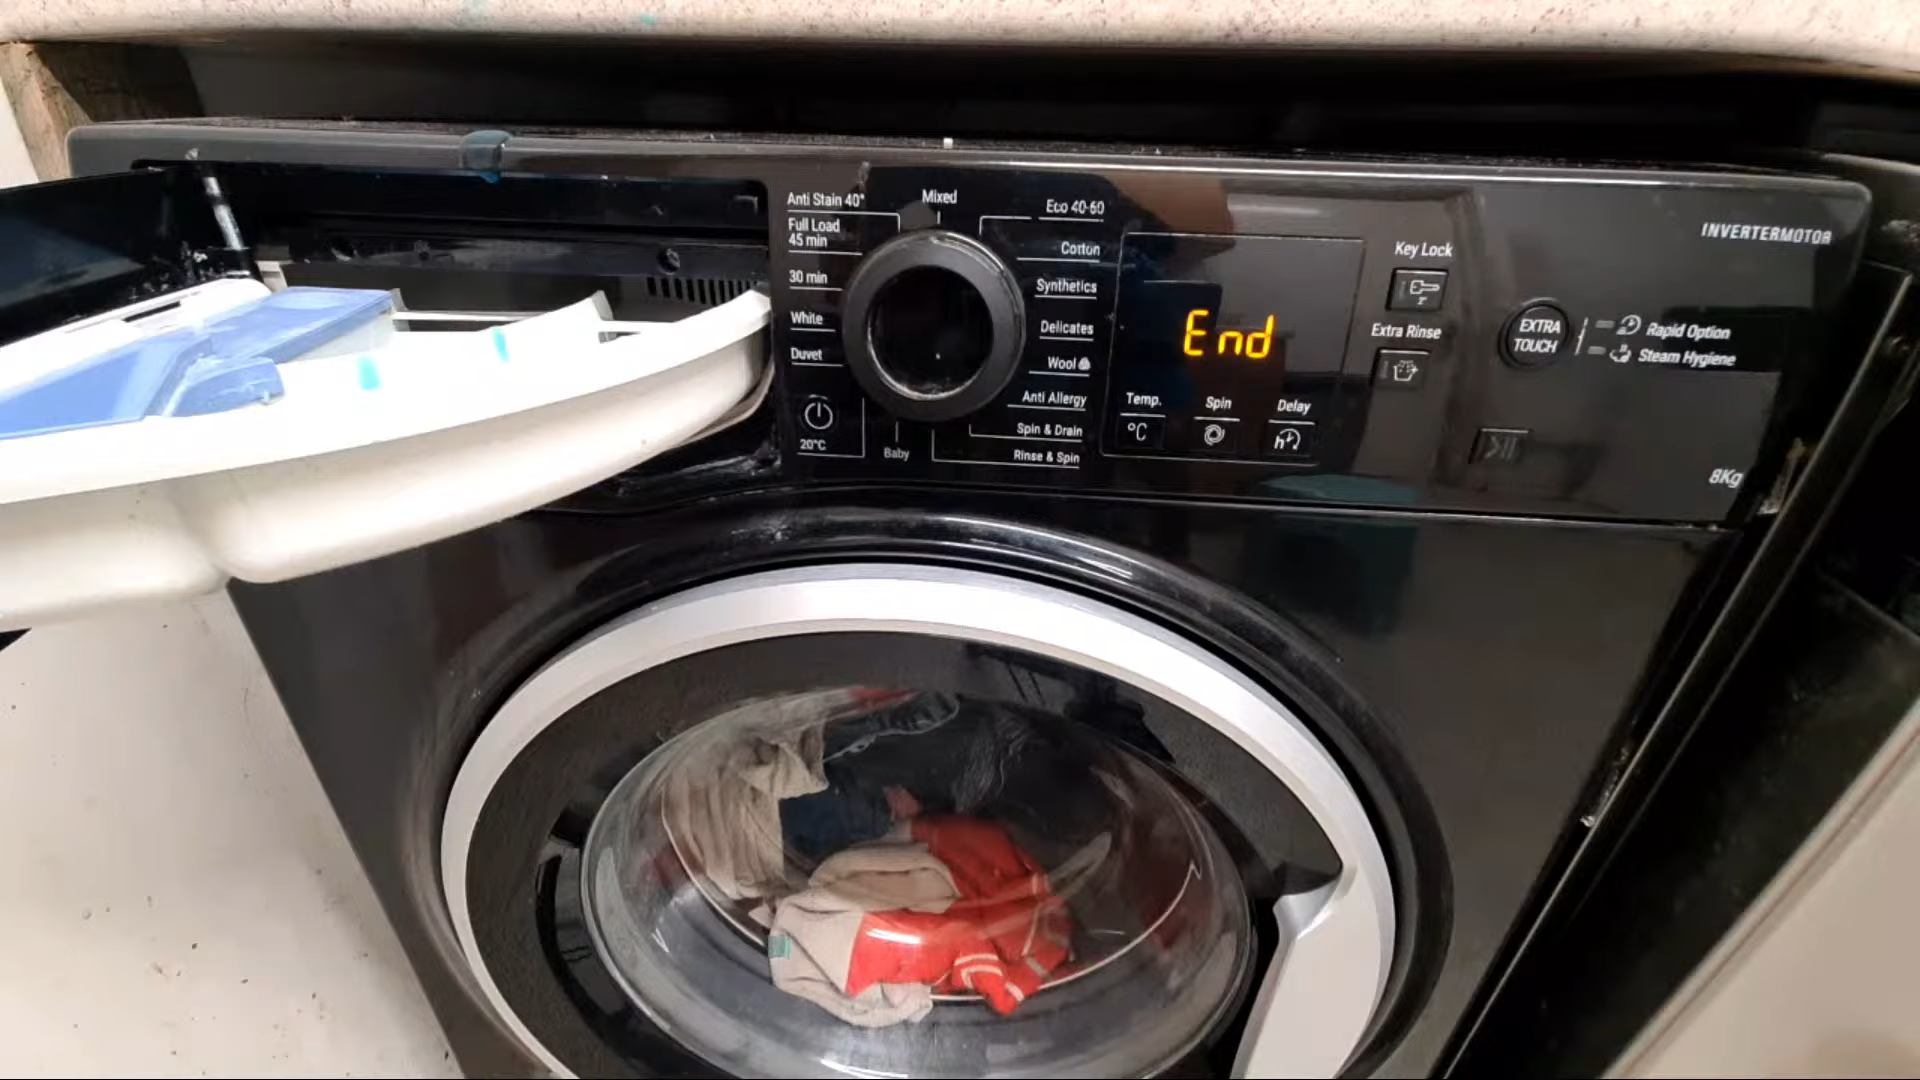 Mixed
Anti Stain 40°
Full Load
45 min
30 min
White
Duvet
20°C
Baby
Eco 40-60
Cotton
Synthetics
Delicates
Wool
Anti Allergy
Spin & Drain
Rinse & Spin
End
Temp.
°C
Spin
Delay
h
Key Lock
Extra Rinse
EXTRA
TOUCH
Rapid Option
Steam Hygiene
INVERTERMOTOR
8Kg